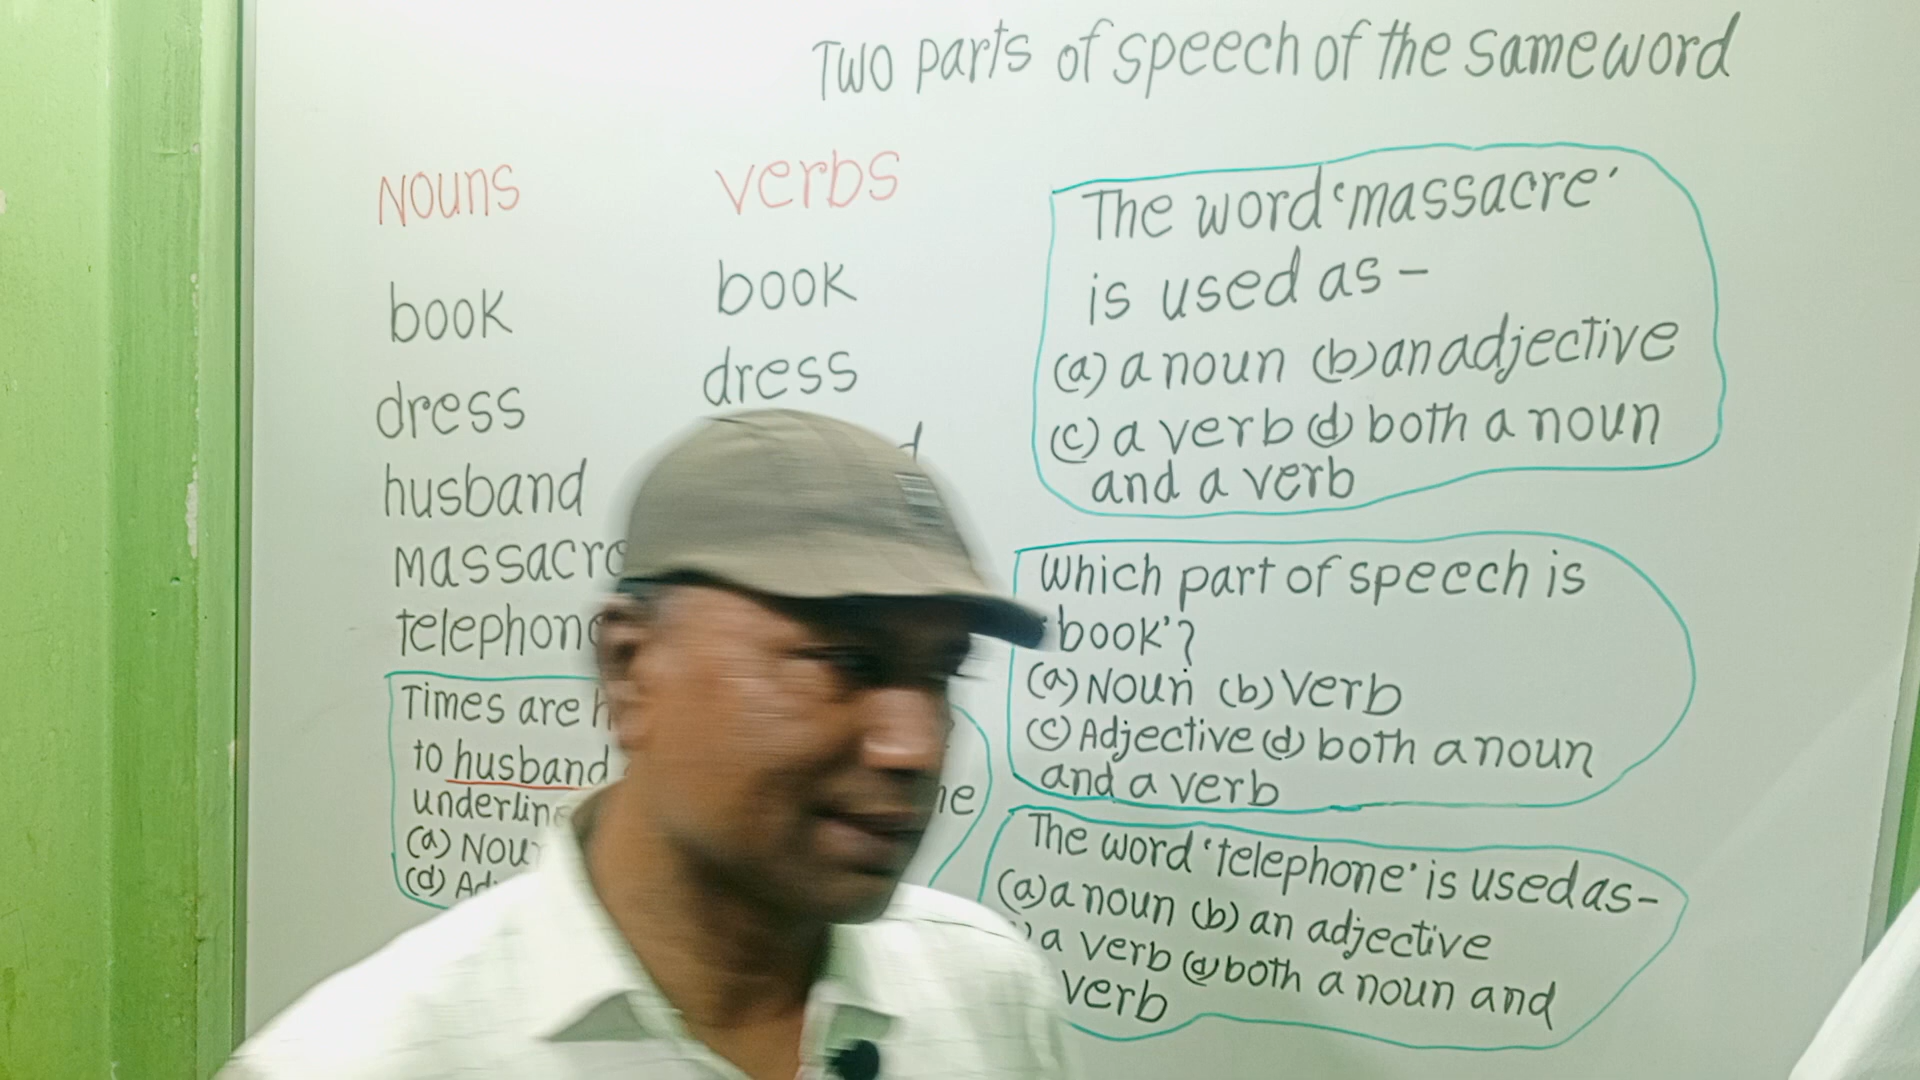 Two parts of speech of the same word
Nouns
verbs
book
book
dress
dress
husband
massacre
telephone
The word 'massacre'
is used as -
(a) a noun (b) an adjective
(c) a verb (d) both a noun
and a verb
Which part of speech is
'book'?
(a) Noun (b) Verb
(c) Adjective (d) both a noun
and a verb
The word 'telephone' is used as-
(a) a noun (b) an adjective
a verb (d) both a noun and
verb
Times are
to husband
(a)
(d)